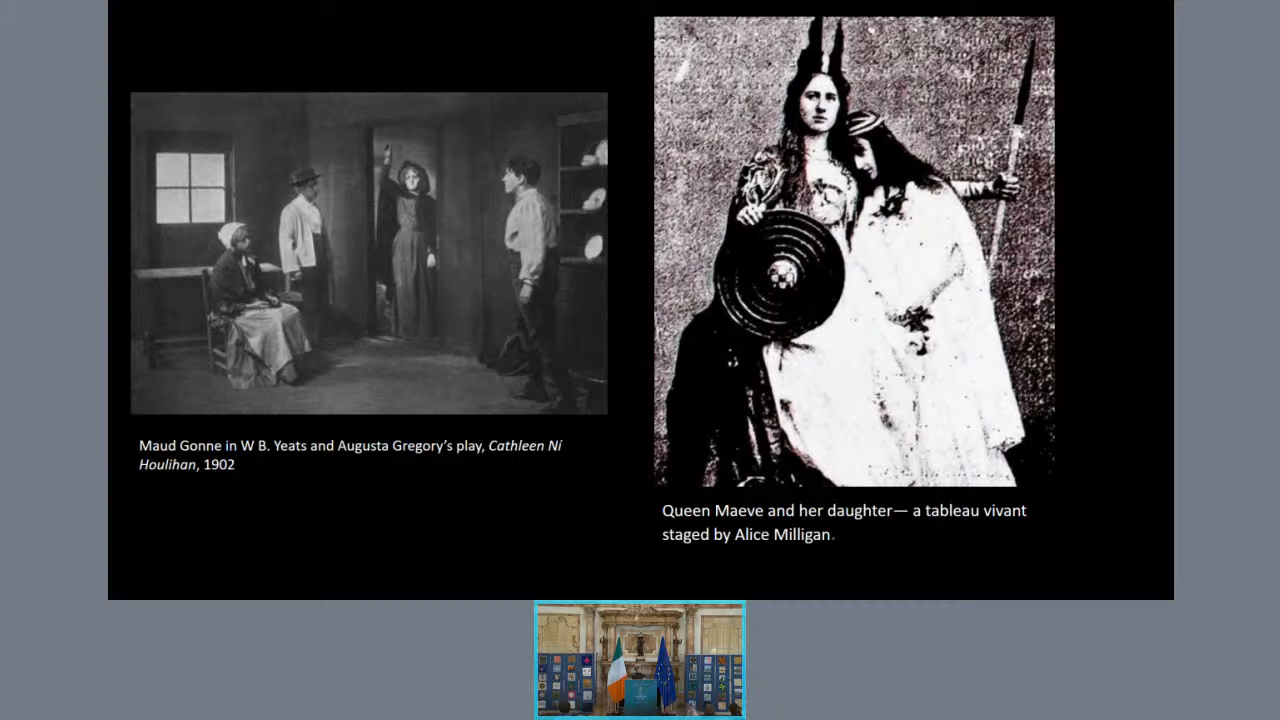 Maud Gonne in W B. Yeats and Augusta Gregory's play, Cathleen Ní
Houlihan, 1902
Queen Maeve and her daughter— a tableau vivant
staged by Alice Milligan.